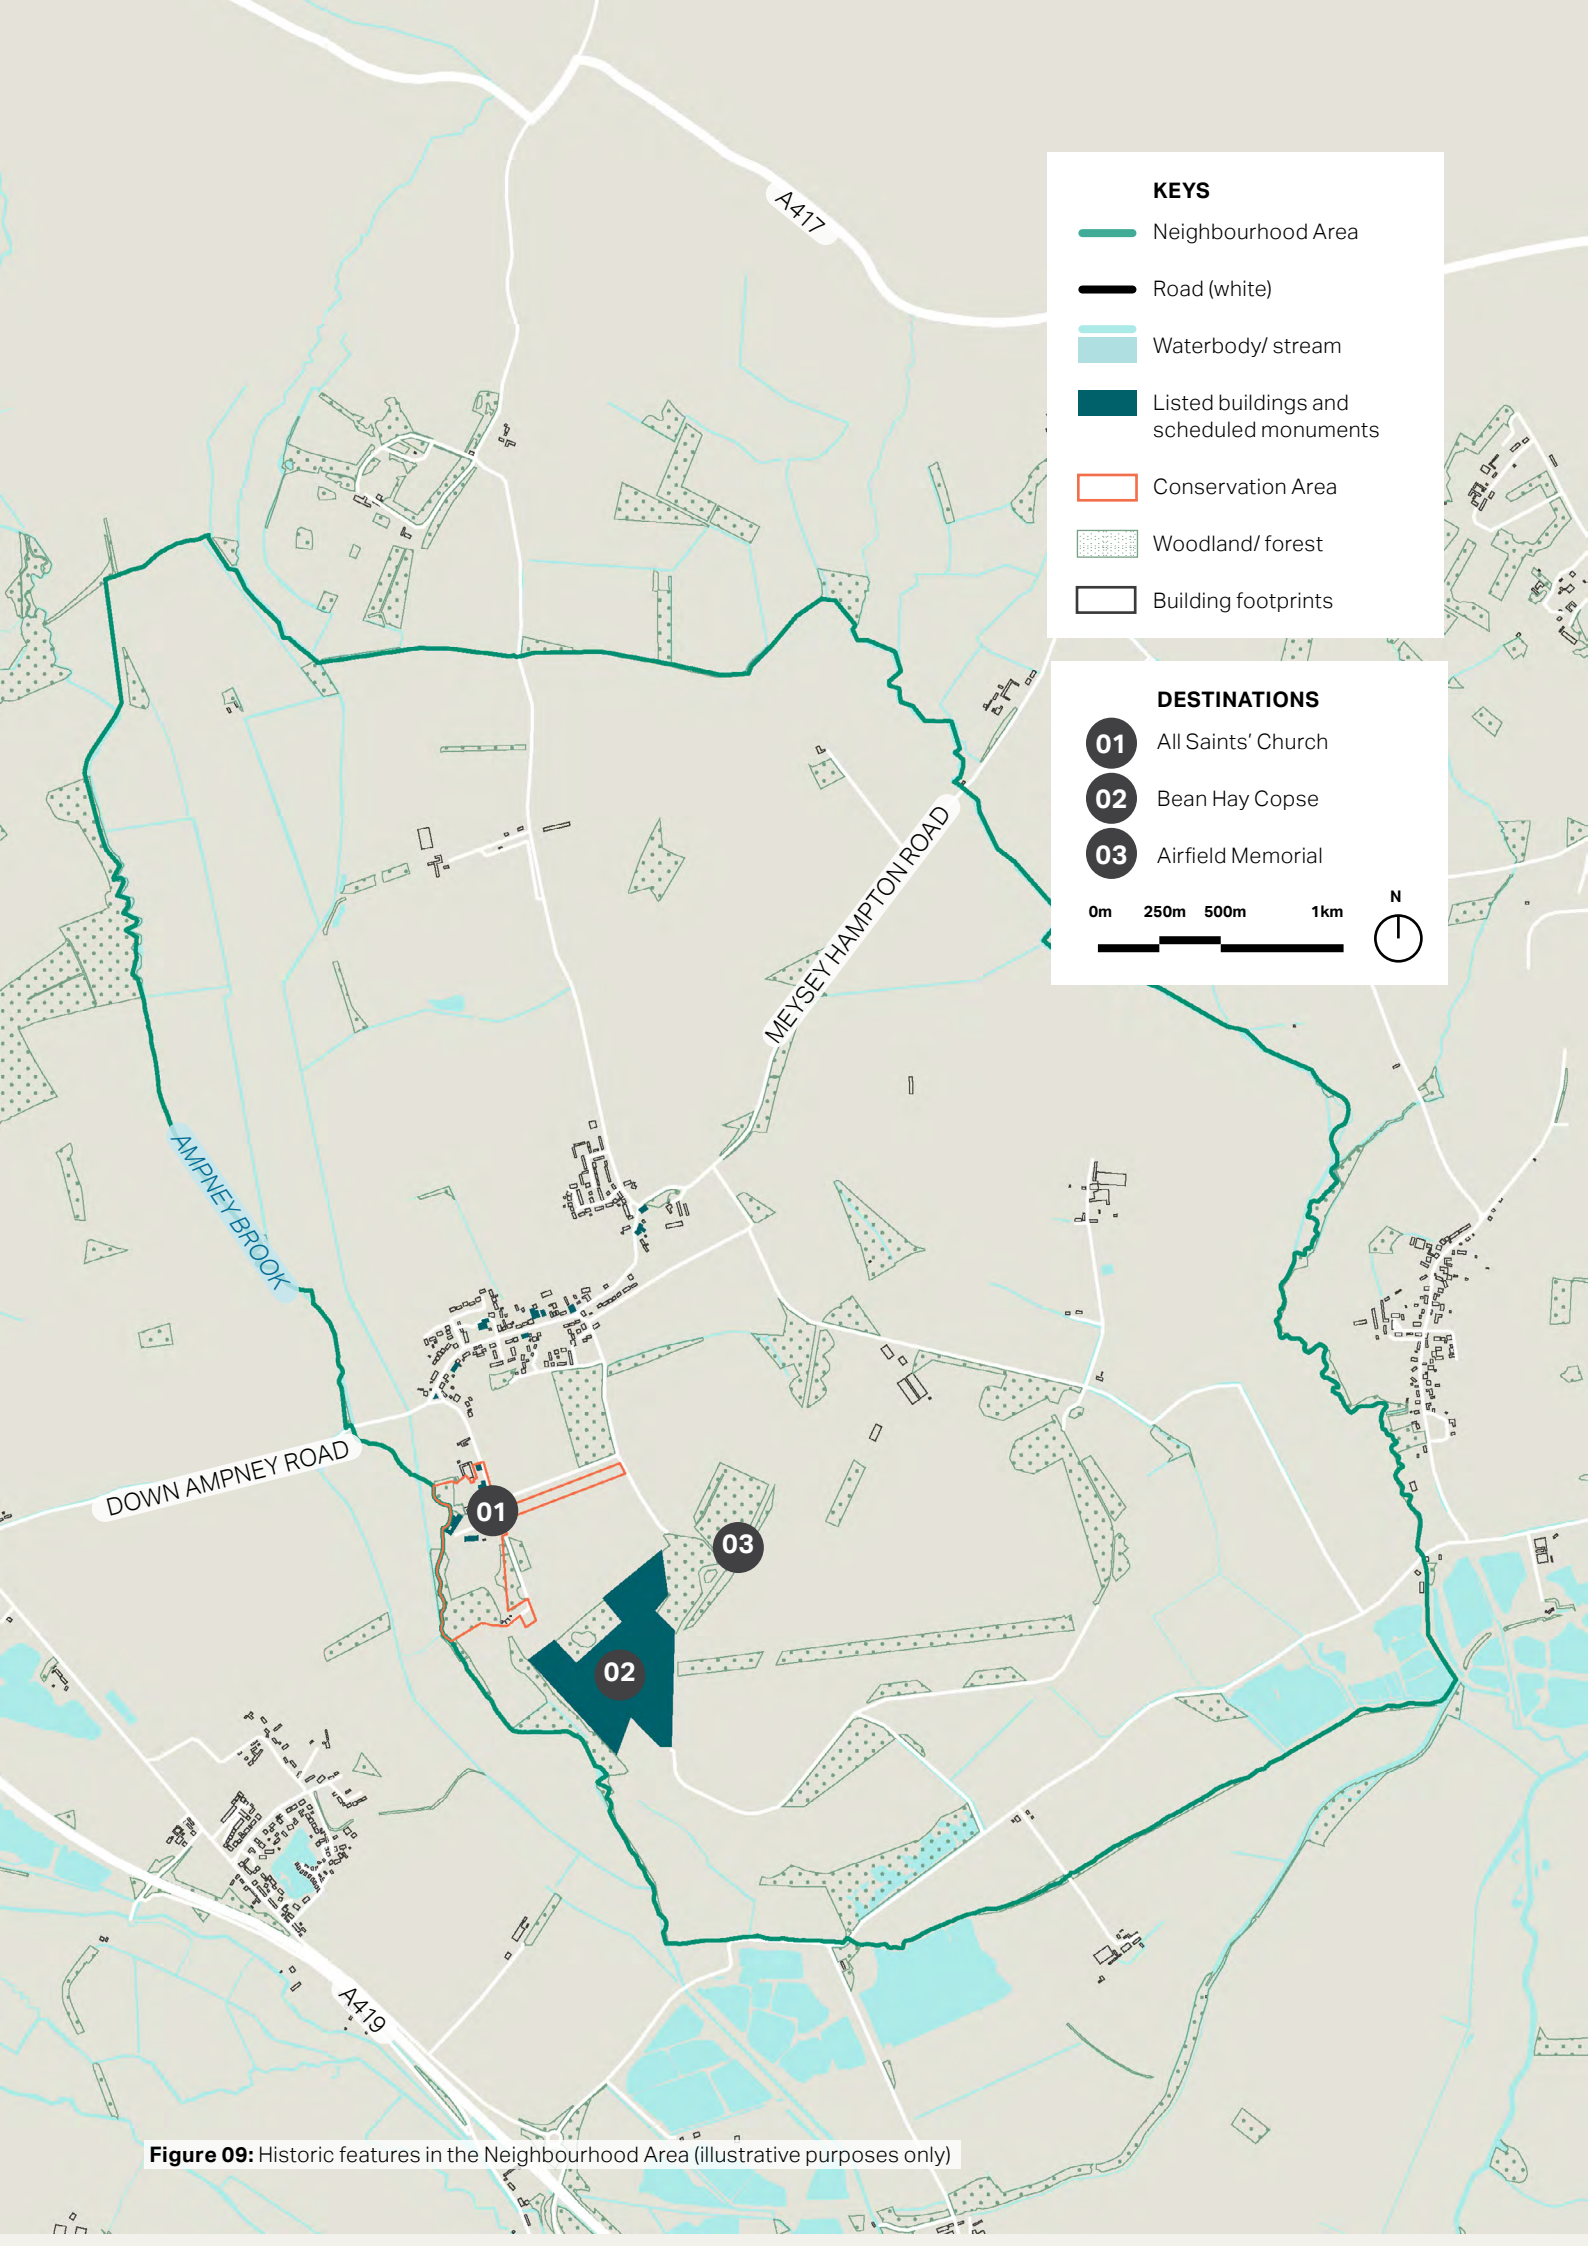 A417
KEYS
Neighbourhood Area
Road (white)
Waterbody/ stream
Listed buildings and
scheduled monuments
Conservation Area
Woodland/ forest
Building footprints
DESTINATIONS
01 All Saints’ Church
02 Bean Hay Copse
03 Airfield Memorial
0m 250m 500m 1km
N
MEYSEY HAMPTON ROAD
AMPNEY BROOK
DOWN AMPNEY ROAD
01
03
02
A419
Figure 09: Historic features in the Neighbourhood Area (illustrative purposes only)